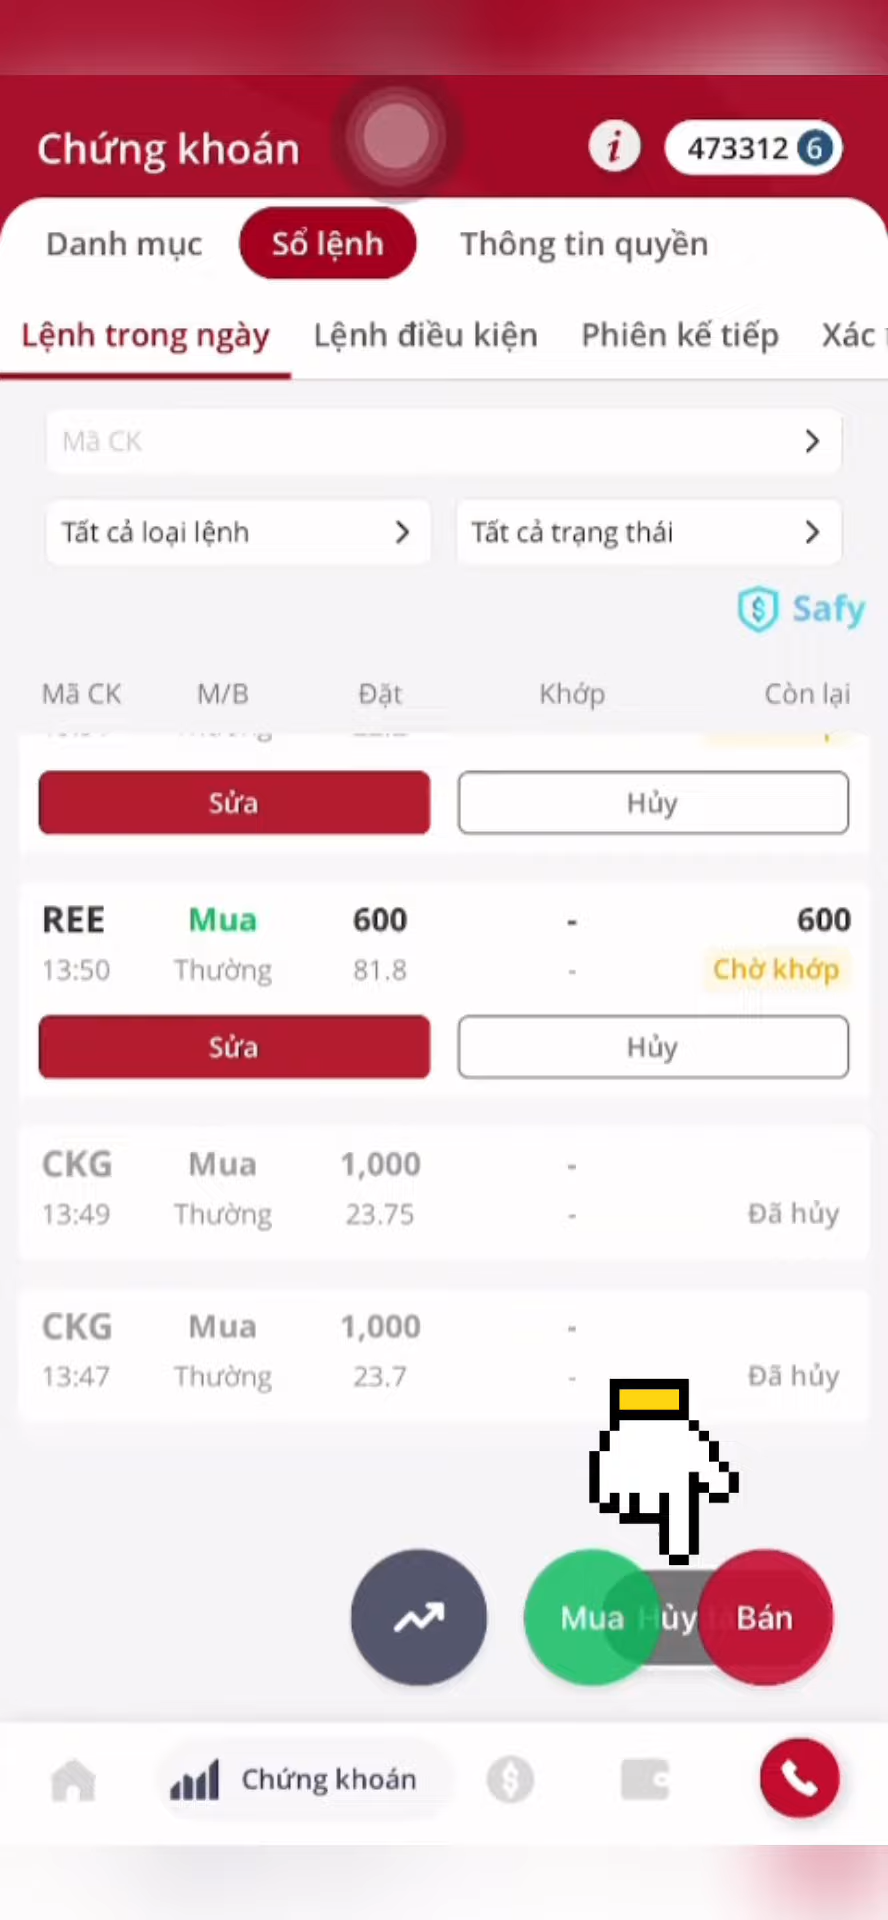 Chứng khoán
i
473312 6
Danh mục Sổ lệnh Thông tin quyền
Lệnh trong ngày Lệnh điều kiện Phiên kế tiếp Xác
Mã CK
Tất cả loại lệnh Tất cả trạng thái
Safy
Mã CK M/B Đặt Khớp Còn lại
Sửa Hủy
REE Mua 600 - 600
13:50 Thường 81.8 - Chờ khớp
Sửa Hủy
CKG Mua 1,000 -
13:49 Thường 23.75 - Đã hủy
CKG Mua 1,000 -
13:47 Thường 23.7 - Đã hủy
Mua Hủy Bán
Chứng khoán